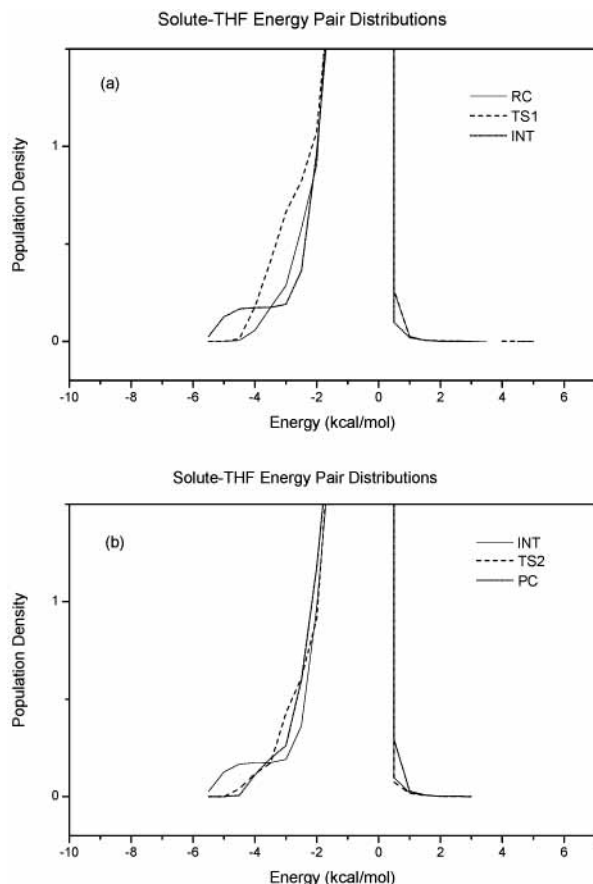 Solute-THF Energy Pair Distributions
(a)
RC
TS1
INT
1
0
Population Density
-10 -8 -6 -4 -2 0 2 4 6
Energy (kcal/mol)
Solute-THF Energy Pair Distributions
(b)
INT
TS2
PC
1
0
Population Density
-10 -8 -6 -4 -2 0 2 4 6
Energy (kcal/mol)